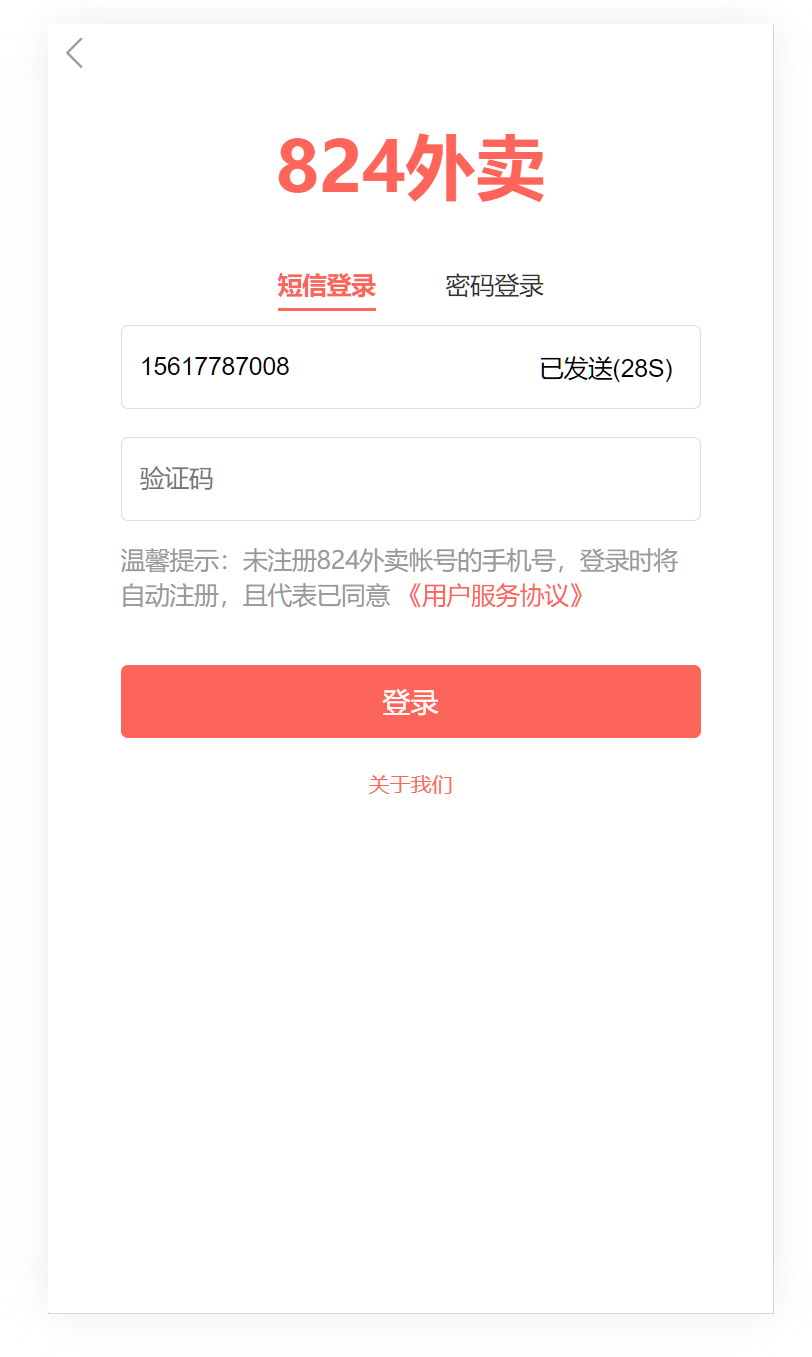 824外卖
短信登录 密码登录
15617787008 已发送(28S)
验证码
温馨提示：未注册824外卖帐号的手机号，登录时将
自动注册，且代表已同意 《用户服务协议》
登录
关于我们